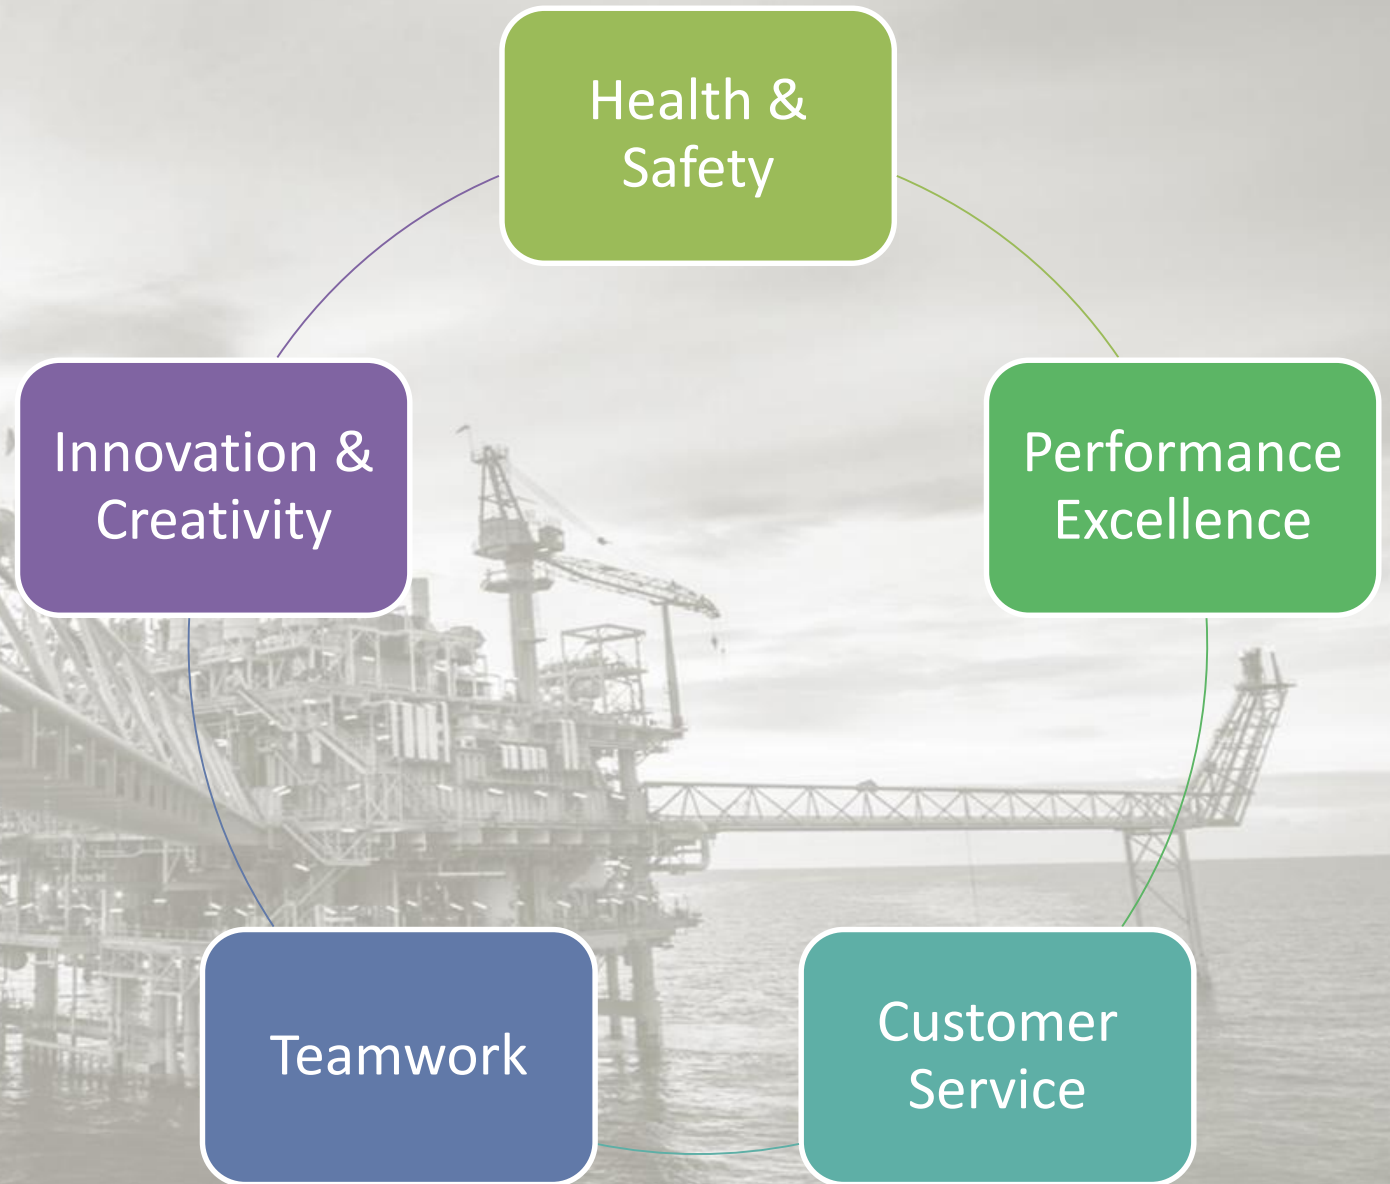 Health &
Safety
Performance
Excellence
Customer
Service
Teamwork
Innovation &
Creativity